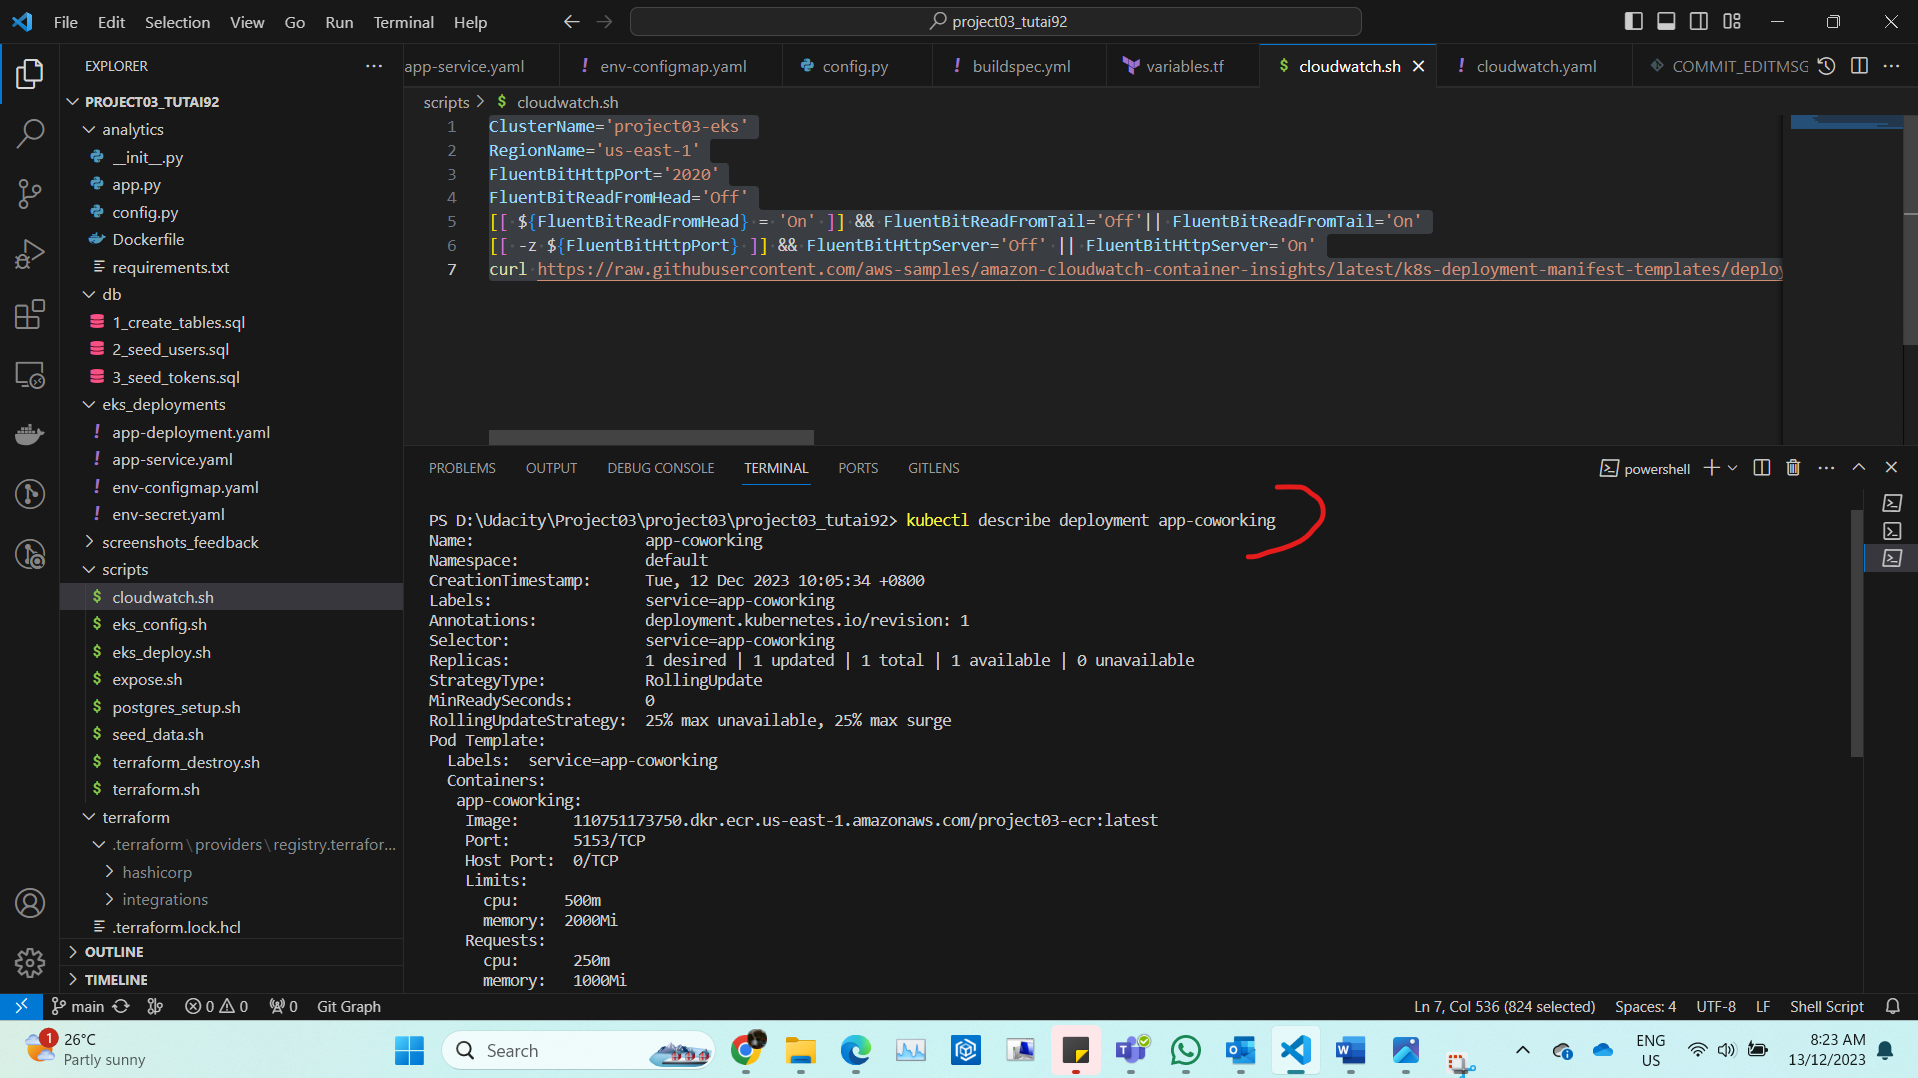 File Edit Selection View Go Run Terminal Help
project03_tutai92
EXPLORER
app-service.yaml
env-configmap.yaml
config.py
buildspec.yml
variables.tf
cloudwatch.sh
cloudwatch.yaml
COMMIT_EDITMSG
PROJECT03_TUTAI92
analytics
__init__.py
app.py
config.py
Dockerfile
requirements.txt
db
1_create_tables.sql
2_seed_users.sql
3_seed_tokens.sql
eks_deployments
app-deployment.yaml
app-service.yaml
env-configmap.yaml
env-secret.yaml
screenshots_feedback
scripts
cloudwatch.sh
eks_config.sh
eks_deploy.sh
expose.sh
postgres_setup.sh
seed_data.sh
terraform_destroy.sh
terraform.sh
terraform
.terraform\providers\registry.terrafor...
hashicorp
integrations
.terraform.lock.hcl
OUTLINE
TIMELINE
scripts > $ cloudwatch.sh
1 ClusterName='project03-eks'
2 RegionName='us-east-1'
3 FluentBitHttpPort='2020'
4 FluentBitReadFromHead='Off'
5 [[ ${FluentBitReadFromHead} = 'On' ]] && FluentBitReadFromTail='Off'|| FluentBitReadFromTail='On'
6 [[ -z ${FluentBitHttpPort} ]] && FluentBitHttpServer='Off' || FluentBitHttpServer='On'
7 curl https://raw.githubusercontent.com/aws-samples/amazon-cloudwatch-container-insights/latest/k8s-deployment-manifest-templates/deploy
PROBLEMS OUTPUT DEBUG CONSOLE TERMINAL PORTS GITLENS
powershell
PS D:\Udacity\Project03\project03\project03_tutai92> kubectl describe deployment app-coworking
Name: app-coworking
Namespace: default
CreationTimestamp: Tue, 12 Dec 2023 10:05:34 +0800
Labels: service=app-coworking
Annotations: deployment.kubernetes.io/revision: 1
Selector: service=app-coworking
Replicas: 1 desired | 1 updated | 1 total | 1 available | 0 unavailable
StrategyType: RollingUpdate
MinReadySeconds: 0
RollingUpdateStrategy: 25% max unavailable, 25% max surge
Pod Template:
Labels: service=app-coworking
Containers:
app-coworking:
Image: 110751173750.dkr.ecr.us-east-1.amazonaws.com/project03-ecr:latest
Port: 5153/TCP
Host Port: 0/TCP
Limits:
cpu: 500m
memory: 2000Mi
Requests:
cpu: 250m
memory: 1000Mi
main 0 0 0 Git Graph
Ln 7, Col 536 (824 selected) Spaces: 4 UTF-8 LF Shell Script
1
26°C
Partly sunny
Search
ENG
US
8:23 AM
13/12/2023